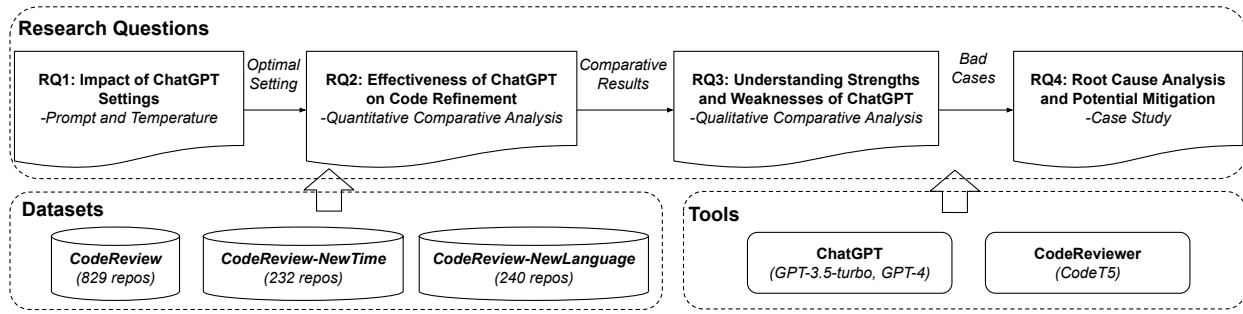 Research Questions
RQ1: Impact of ChatGPT
Settings
-Prompt and Temperature
Optimal
Setting
RQ2: Effectiveness of ChatGPT
on Code Refinement
-Quantitative Comparative Analysis
Comparative
Results
RQ3: Understanding Strengths
and Weaknesses of ChatGPT
-Qualitative Comparative Analysis
Bad
Cases
RQ4: Root Cause Analysis
and Potential Mitigation
-Case Study
Datasets
CodeReview
(829 repos)
CodeReview-NewTime
(232 repos)
CodeReview-NewLanguage
(240 repos)
Tools
ChatGPT
(GPT-3.5-turbo, GPT-4)
CodeReviewer
(CodeT5)